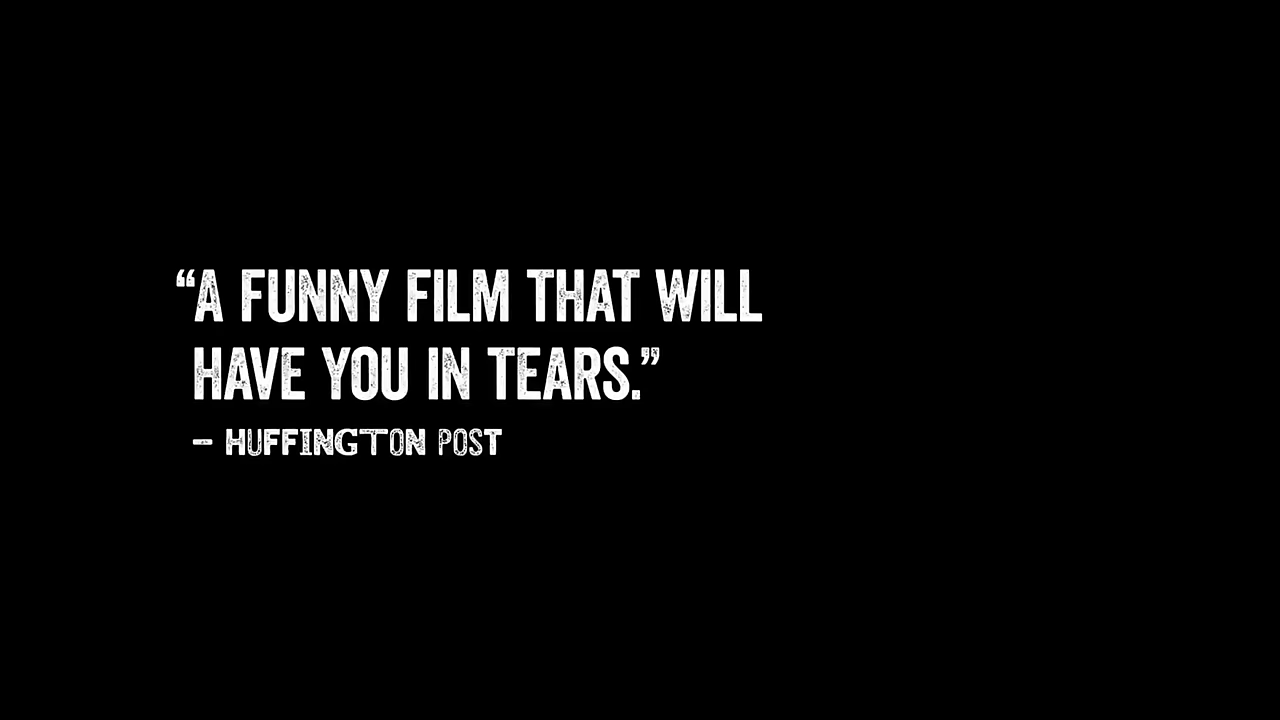 “A FUNNY FILM THAT WILL
HAVE YOU IN TEARS.”
– HUFFINGTON POST